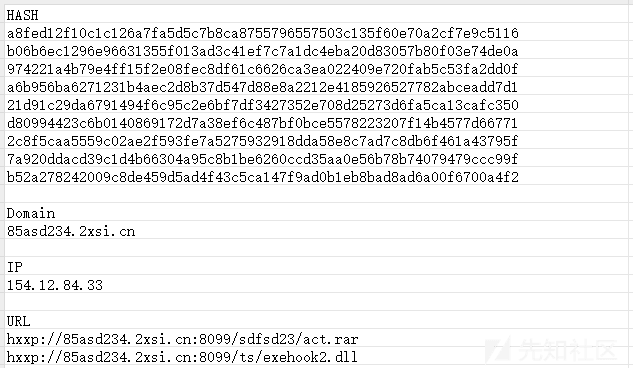 HASH
a8fed12f10c1c126a7fa5d5c7b8ca8755796557503c135f60e70a2cf7e9c5116
b06b6ec1296e96631355f013ad3c41ef7c7a1dc4eba20d83057b80f03e74de0a
974221a4b79e4ff15f2e08fec8df61c6626ca3ea022409e720fab5c53fa2dd0f
a6b956ba6271231b4aec2d8b37d547d88e8a2212e4185926527782abceadd7d1
21d91c29da6791494f6c95c2e6bf7df3427352e708d25273d6fa5ca13cafc350
d80994423c6b0140869172d7a38ef6c487bf0bce5578223207f14b4577d66771
2c8f5caa5559c02ae2f593fe7a5275932918dda58e8c7ad7c8db6f461a43795f
7a920ddacd39c1d4b66304a95c8b1be6260ccd35aa0e56b78b74079479ccc99f
b52a278242009c8de459d5ad4f43c5ca147f9ad0b1eb8bad8ad6a00f6700a4f2
Domain
85asd234.2xsi.cn
IP
154.12.84.33
URL
hxxp://85asd234.2xsi.cn:8099/sdfsd23/act.rar
hxxp://85asd234.2xsi.cn:8099/ts/exehook2.dll
先知社区